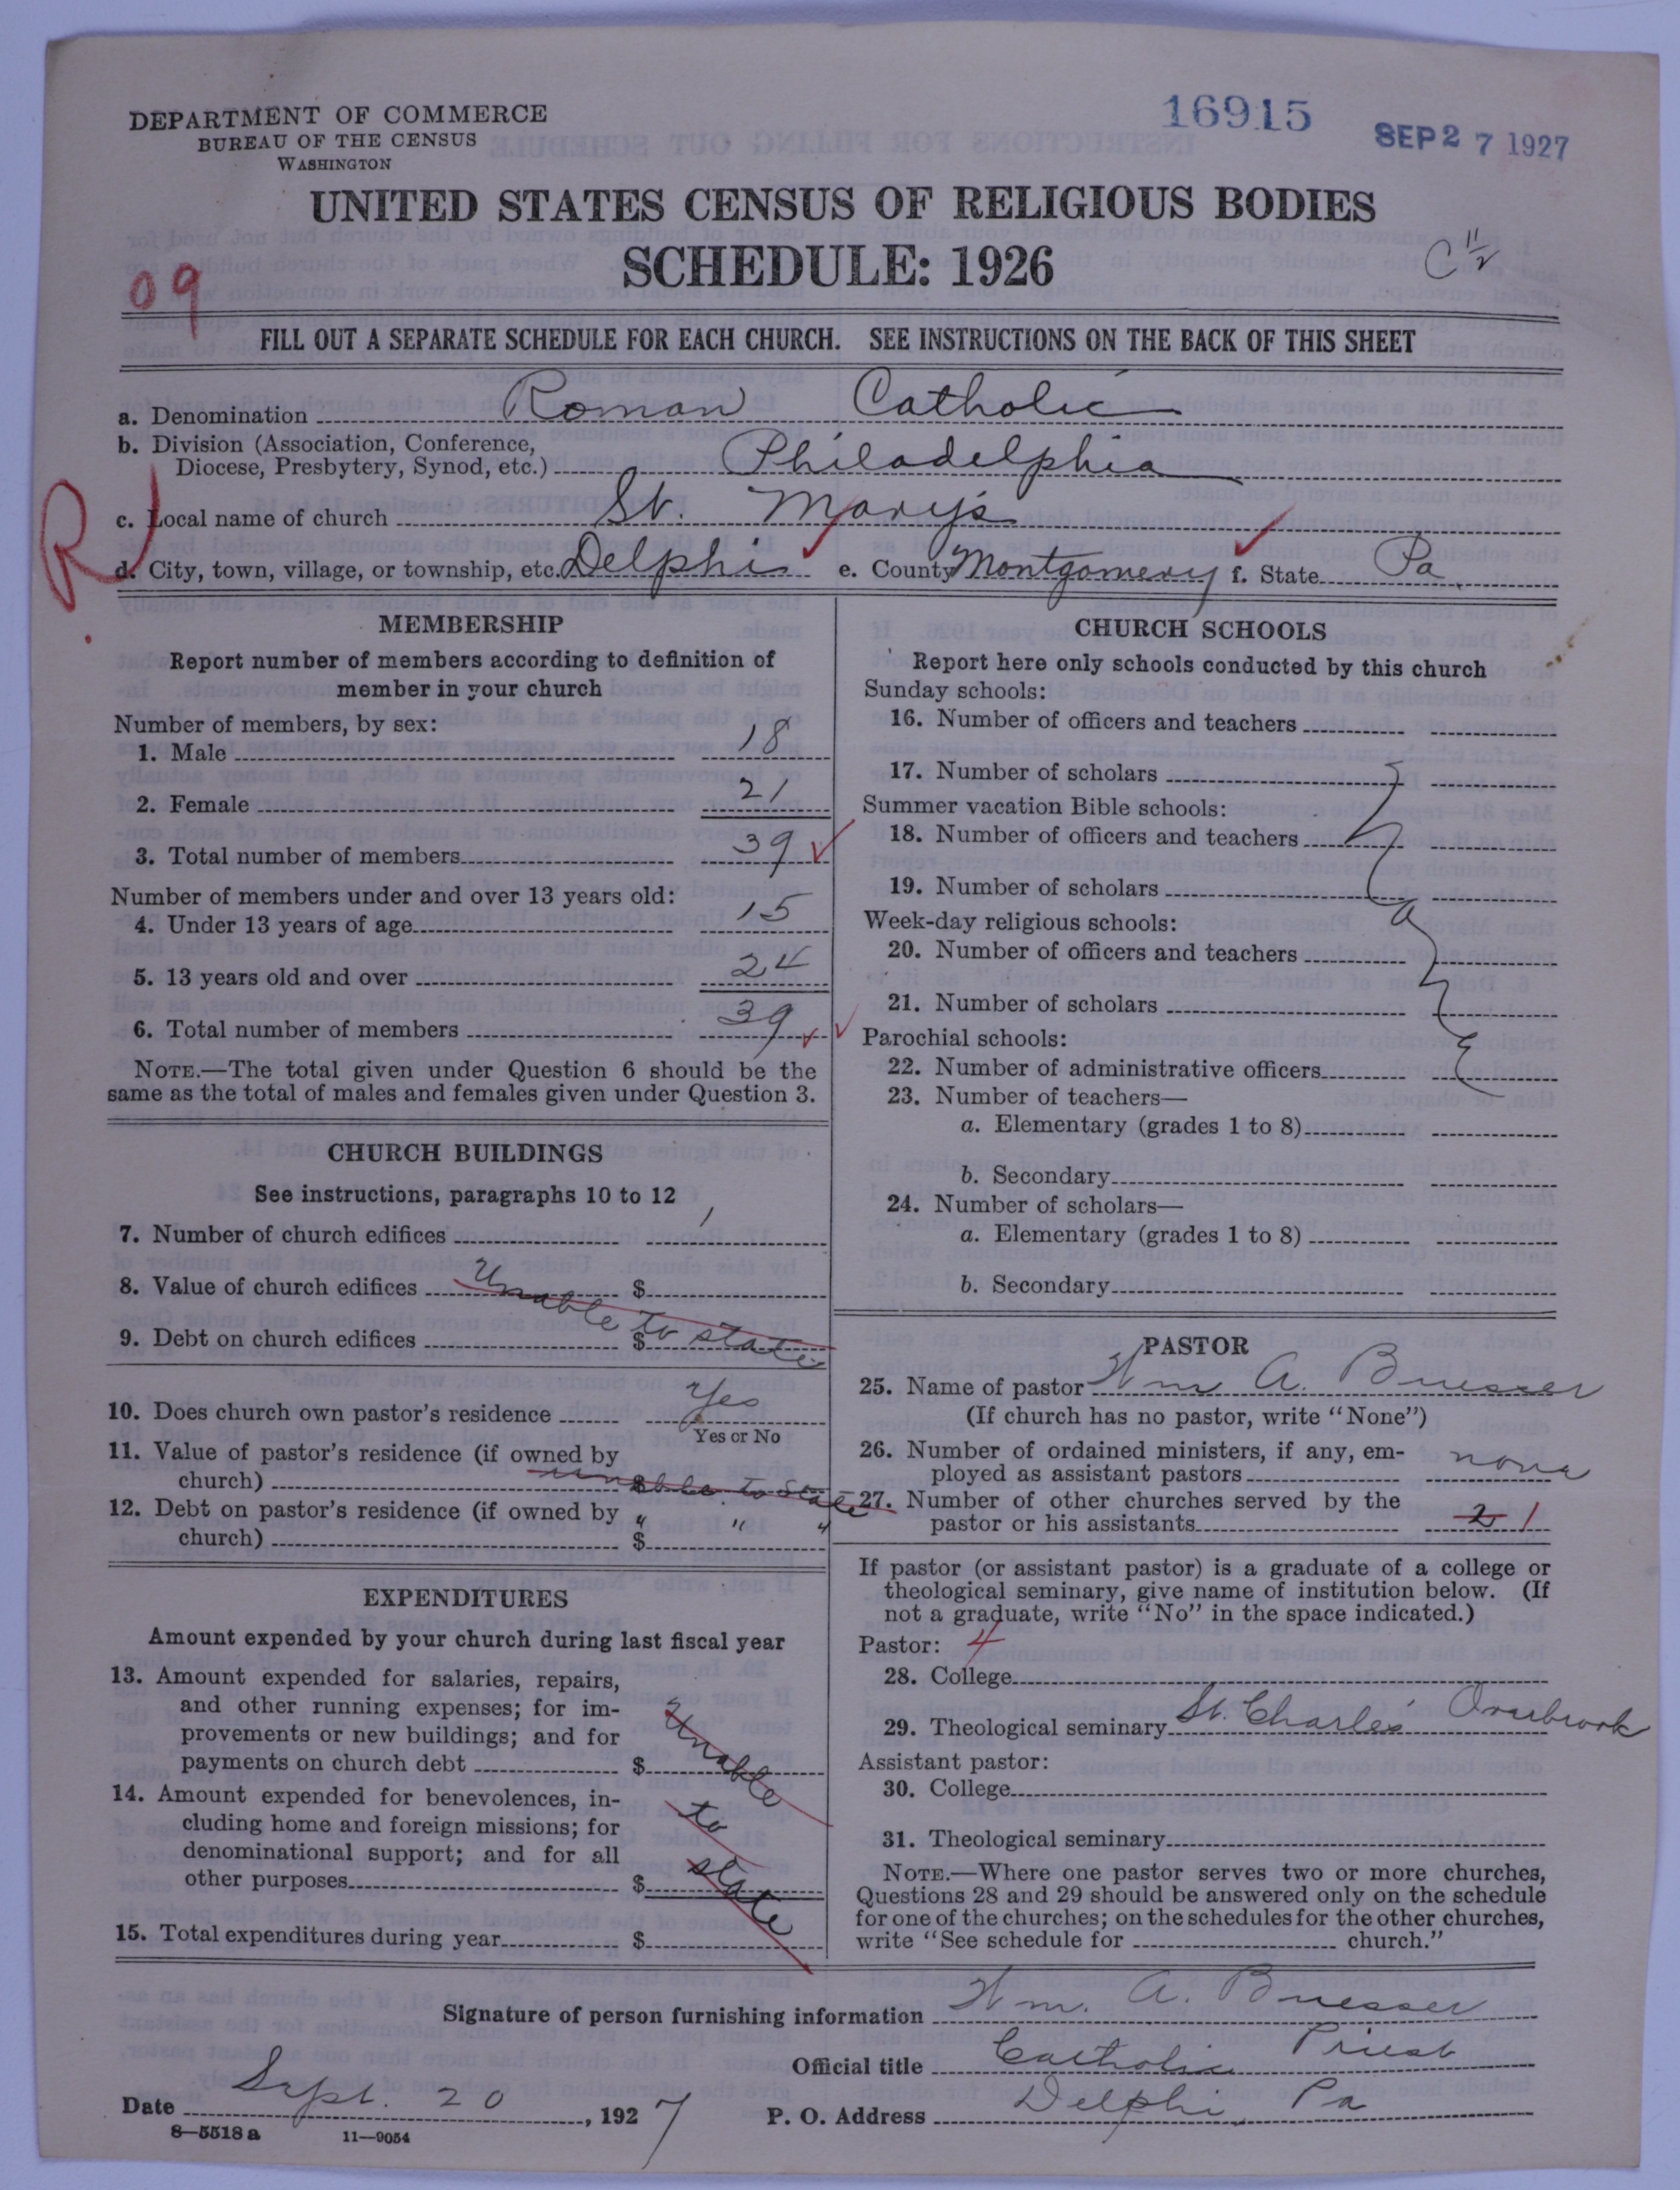 DEPARTMENT OF COMMERCE
BUREAU OF THE CENSUS
WASHINGTON
16915
SEP 27 1927
UNITED STATES CENSUS OF RELIGIOUS BODIES
SCHEDULE: 1926
09
FILL OUT A SEPARATE SCHEDULE FOR EACH CHURCH. SEE INSTRUCTIONS ON THE BACK OF THIS SHEET
a. Denomination Roman Catholic
b. Division (Association, Conference,
Diocese, Presbytery, Synod, etc.) Philadelphia
R
c. Local name of church St. Mary's
d. City, town, village, or township, etc. Delphi e. County Montgomery f. State Pa
MEMBERSHIP
Report number of members according to definition of
member in your church
Number of members, by sex:
1. Male 18
2. Female 21
3. Total number of members 39
Number of members under and over 13 years old:
4. Under 13 years of age 15
5. 13 years old and over 24
6. Total number of members 39
NOTE.—The total given under Question 6 should be the
same as the total of males and females given under Question 3.
CHURCH BUILDINGS
See instructions, paragraphs 10 to 12
7. Number of church edifices 1
8. Value of church edifices $ Unable
9. Debt on church edifices $ to state
10. Does church own pastor's residence Yes
Yes or No
11. Value of pastor's residence (if owned by
church) $ unable to state
12. Debt on pastor's residence (if owned by " " "
church) $
EXPENDITURES
Amount expended by your church during last fiscal year
13. Amount expended for salaries, repairs,
and other running expenses; for im-
provements or new buildings; and for
payments on church debt $ Unable
14. Amount expended for benevolences, in-
cluding home and foreign missions; for to
denominational support; and for all
other purposes $ state
15. Total expenditures during year $
CHURCH SCHOOLS
Report here only schools conducted by this church
Sunday schools:
16. Number of officers and teachers
17. Number of scholars
Summer vacation Bible schools:
18. Number of officers and teachers
19. Number of scholars
Week-day religious schools:
20. Number of officers and teachers
21. Number of scholars
Parochial schools:
22. Number of administrative officers
23. Number of teachers—
a. Elementary (grades 1 to 8)
b. Secondary
24. Number of scholars—
a. Elementary (grades 1 to 8)
b. Secondary
PASTOR
25. Name of pastor Wm A. Buesser
(If church has no pastor, write "None")
26. Number of ordained ministers, if any, em-
ployed as assistant pastors none
27. Number of other churches served by the
pastor or his assistants 2 1
If pastor (or assistant pastor) is a graduate of a college or
theological seminary, give name of institution below. (If
not a graduate, write "No" in the space indicated.)
Pastor: 4
28. College
29. Theological seminary St. Charles' Overbrook
Assistant pastor:
30. College
31. Theological seminary
NOTE.—Where one pastor serves two or more churches,
Questions 28 and 29 should be answered only on the schedule
for one of the churches; on the schedules for the other churches,
write "See schedule for church."
Signature of person furnishing information Wm. A. Buesser
Official title Catholic Priest
Date Sept. 20, 1927 P. O. Address Delphi, Pa
8—5518 a 11—9054